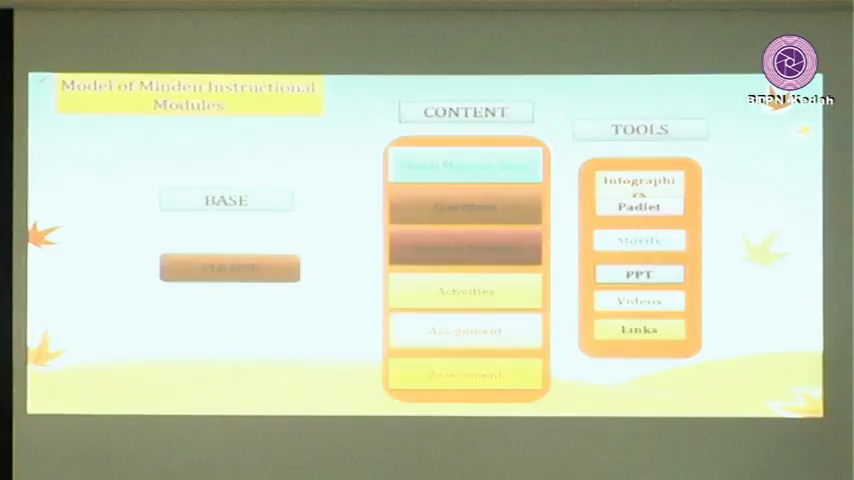 Model of Minden Instructional
Modules
BTPN Kedah
CONTENT
TOOLS
BASE
Infographi
cs
Padlet
Questions
Storify
PPT
Activities
Videos
Assignment
Links
Assessment